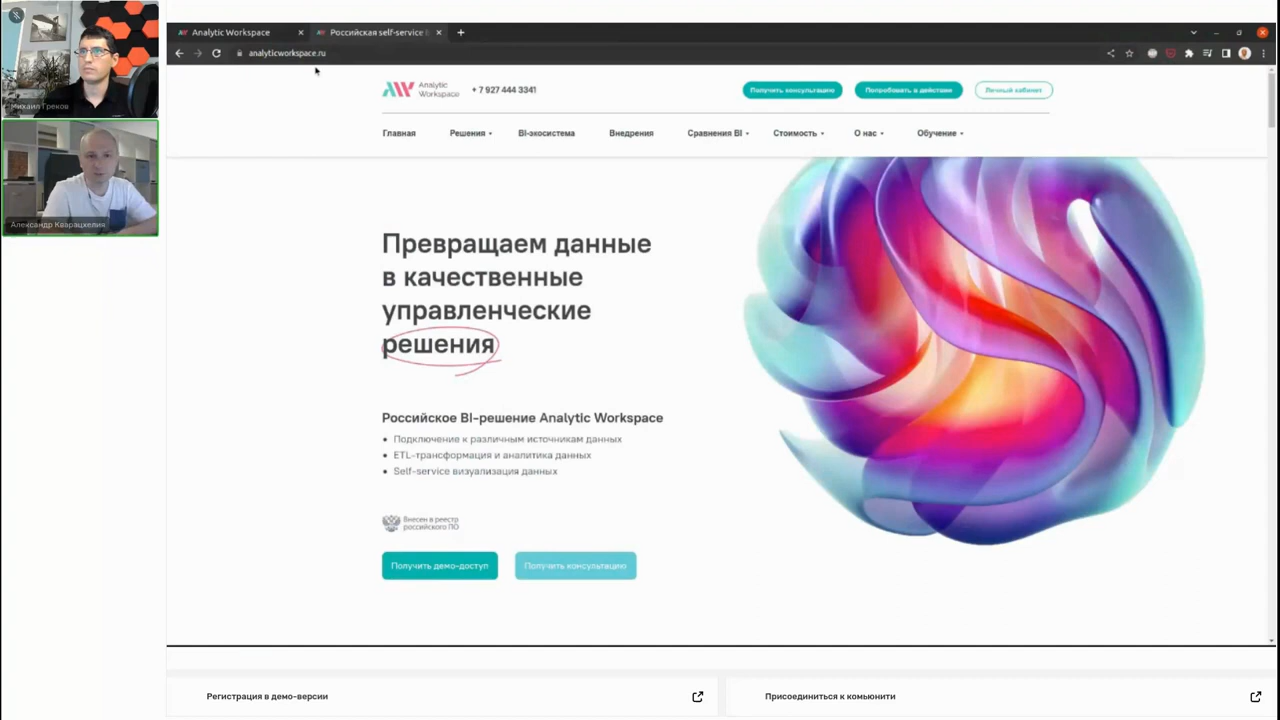 Михаил Греков
Александр Кварацхелия
Analytic Workspace
Российская self-service
analyticworkspace.ru
Analytic
Workspace
+ 7 927 444 3341
Получить консультацию
Попробовать в действии
Личный кабинет
Главная
Решения
BI-экосистема
Внедрения
Сравнения BI
Стоимость
О нас
Обучение
Превращаем данные
в качественные
управленческие
решения
Российское BI-решение Analytic Workspace
Подключение к различным источникам данных
ETL-трансформация и аналитика данных
Self-service визуализация данных
Внесен в реестр
российского ПО
Получить демо-доступ
Получить консультацию
Регистрация в демо-версии
Присоединиться к комьюнити